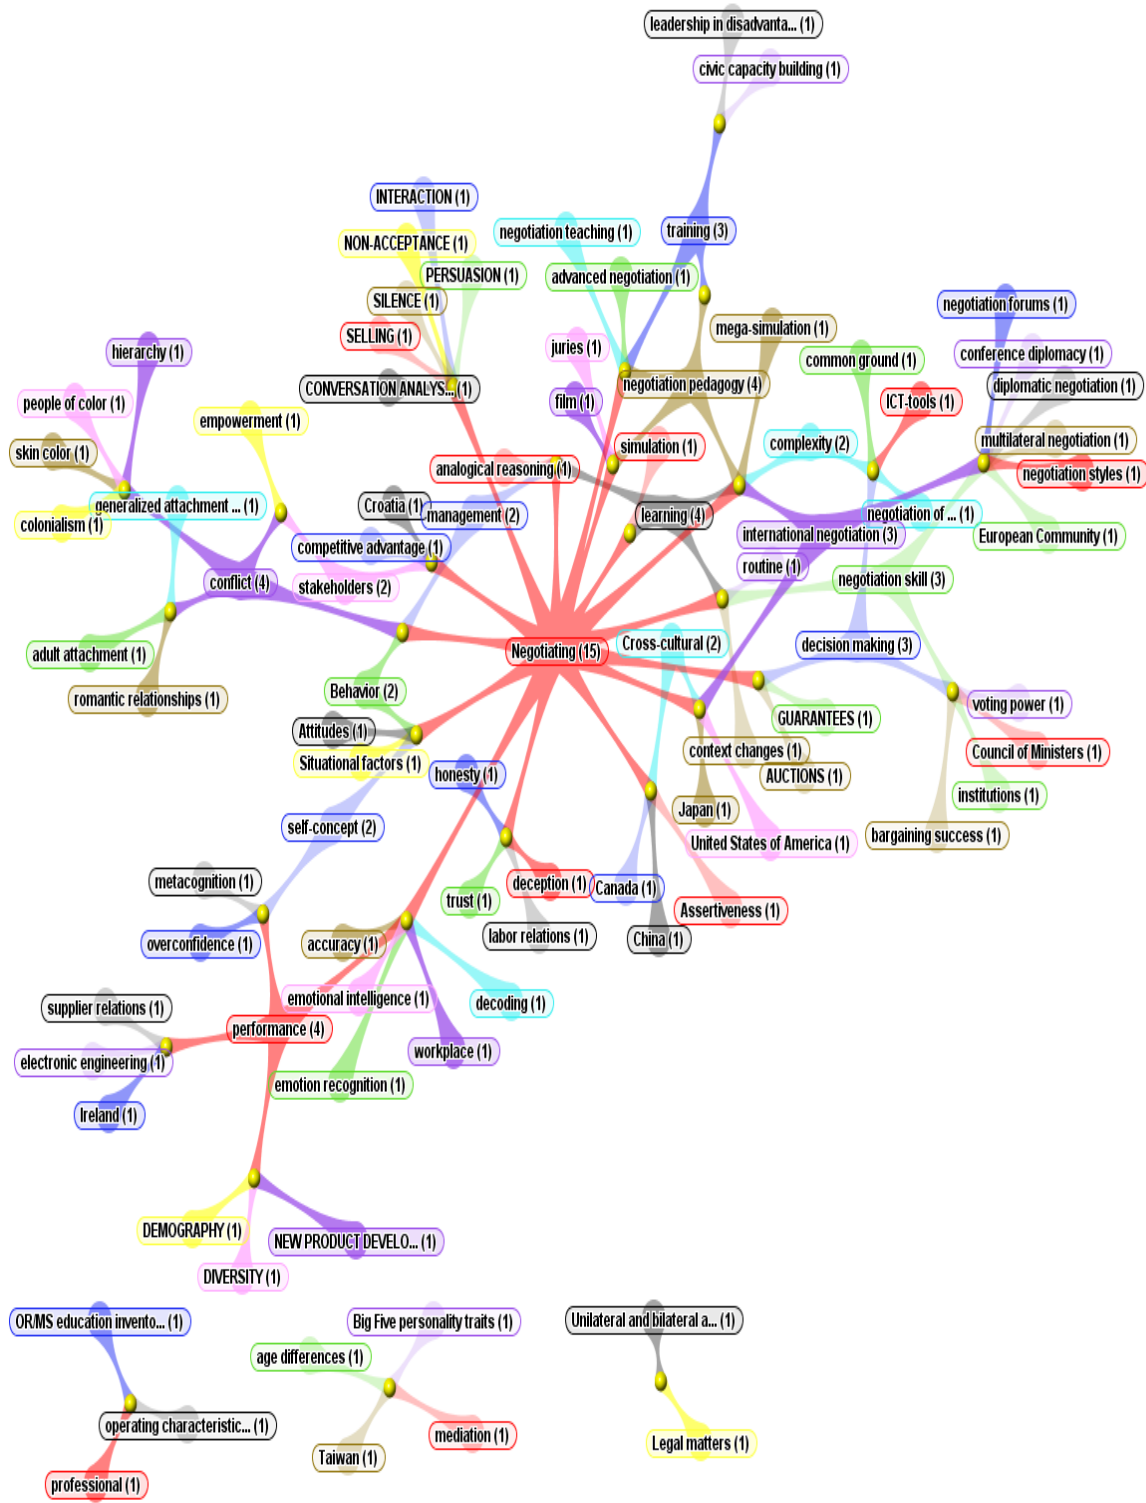 leadership in disadvanta... (1)
civic capacity building (1)
INTERACTION (1)
negotiation teaching (1)
training (3)
NON-ACCEPTANCE (1)
PERSUASION (1)
advanced negotiation (1)
SILENCE (1)
negotiation forums (1)
mega-simulation (1)
SELLING (1)
juries (1)
hierarchy (1)
conference diplomacy (1)
common ground (1)
CONVERSATION ANALYS... (1)
negotiation pedagogy (4)
diplomatic negotiation (1)
people of color (1)
film (1)
ICT-tools (1)
empowerment (1)
simulation (1)
complexity (2)
multilateral negotiation (1)
skin color (1)
analogical reasoning (1)
negotiation styles (1)
generalized attachment ... (1)
Croatia (1)
management (2)
learning (4)
negotiation of ... (1)
colonialism (1)
international negotiation (3)
European Community (1)
competitive advantage (1)
routine (1)
conflict (4)
stakeholders (2)
negotiation skill (3)
adult attachment (1)
Negotiating (15)
Cross-cultural (2)
decision making (3)
romantic relationships (1)
Behavior (2)
voting power (1)
GUARANTEES (1)
Attitudes (1)
context changes (1)
Council of Ministers (1)
Situational factors (1)
honesty (1)
AUCTIONS (1)
institutions (1)
Japan (1)
self-concept (2)
bargaining success (1)
United States of America (1)
metacognition (1)
deception (1)
Canada (1)
trust (1)
Assertiveness (1)
overconfidence (1)
accuracy (1)
labor relations (1)
China (1)
emotional intelligence (1)
decoding (1)
supplier relations (1)
performance (4)
workplace (1)
electronic engineering (1)
emotion recognition (1)
Ireland (1)
DEMOGRAPHY (1)
NEW PRODUCT DEVELO... (1)
DIVERSITY (1)
OR/MS education invento... (1)
Big Five personality traits (1)
Unilateral and bilateral a... (1)
age differences (1)
operating characteristic... (1)
mediation (1)
Legal matters (1)
Taiwan (1)
professional (1)